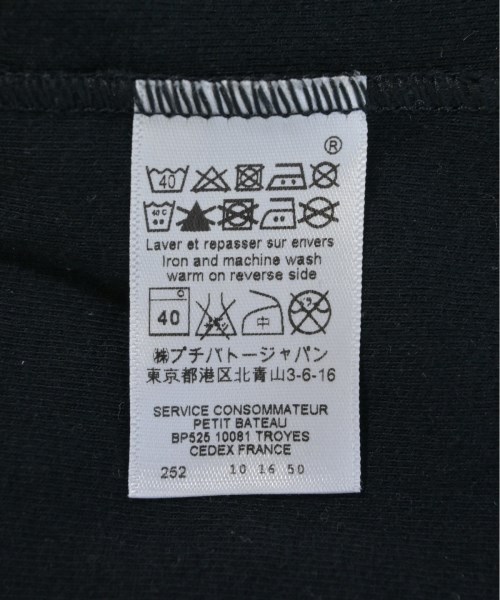 ®
40
40 C
Laver et repasser sur envers
Iron and machine wash
warm on reverse side
40 中
㈱プチバトージャパン
東京都港区北青山3-6-16
SERVICE CONSOMMATEUR
PETIT BATEAU
BP525 10081 TROYES
CEDEX FRANCE
252 10 16 50